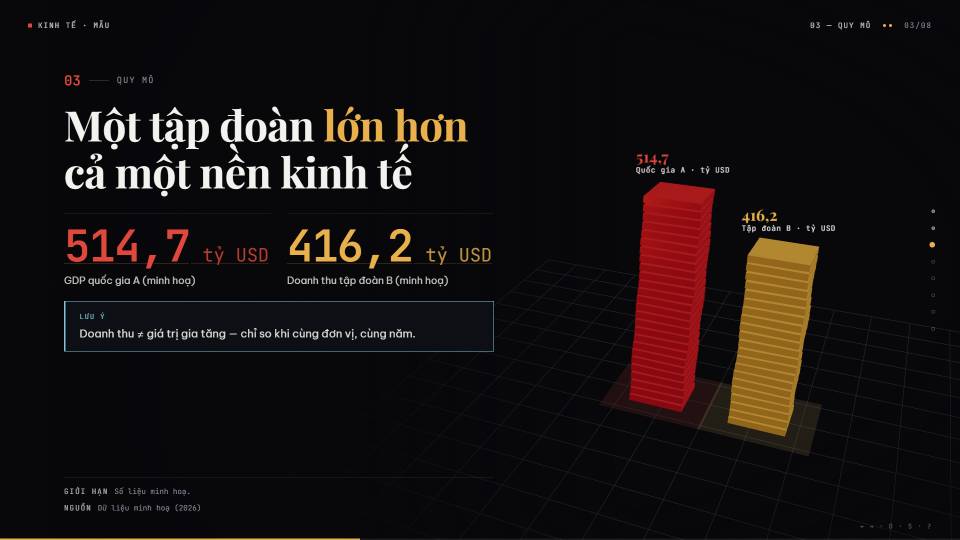 KINH TẾ · MẪU
03 — QUY MÔ
03/08
03 — QUY MÔ
Một tập đoàn lớn hơn
cả một nền kinh tế
514,7 tỷ USD
416,2 tỷ USD
GDP quốc gia A (minh hoạ)
Doanh thu tập đoàn B (minh hoạ)
LƯU Ý
Doanh thu ≠ giá trị gia tăng — chỉ so khi cùng đơn vị, cùng năm.
514,7
Quốc gia A · tỷ USD
416,2
Tập đoàn B · tỷ USD
GIỚI HẠN Số liệu minh hoạ.
NGUỒN Dữ liệu minh hoạ (2026)